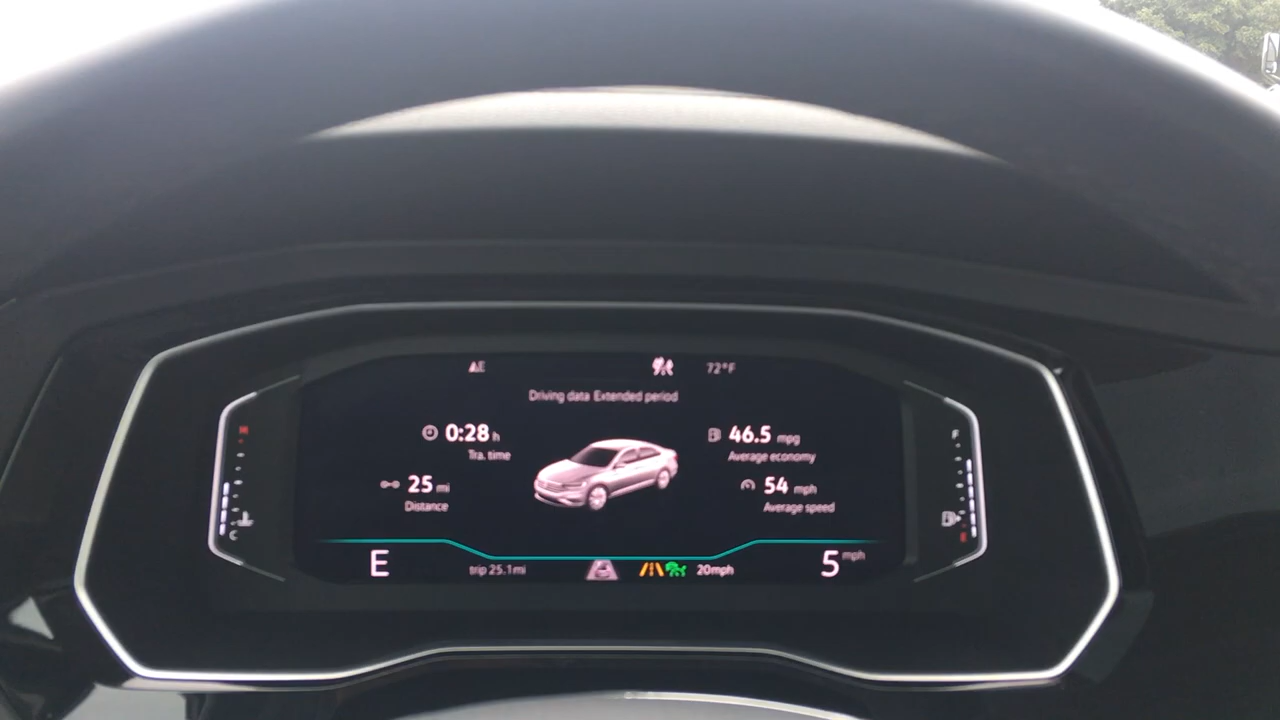 72°F
Driving data Extended period
0:28 h
Tra. time
46.5 mpg
Average economy
25 mi
Distance
54 mph
Average speed
H
C
F
E
E
trip 25.1mi
20mph
5 mph